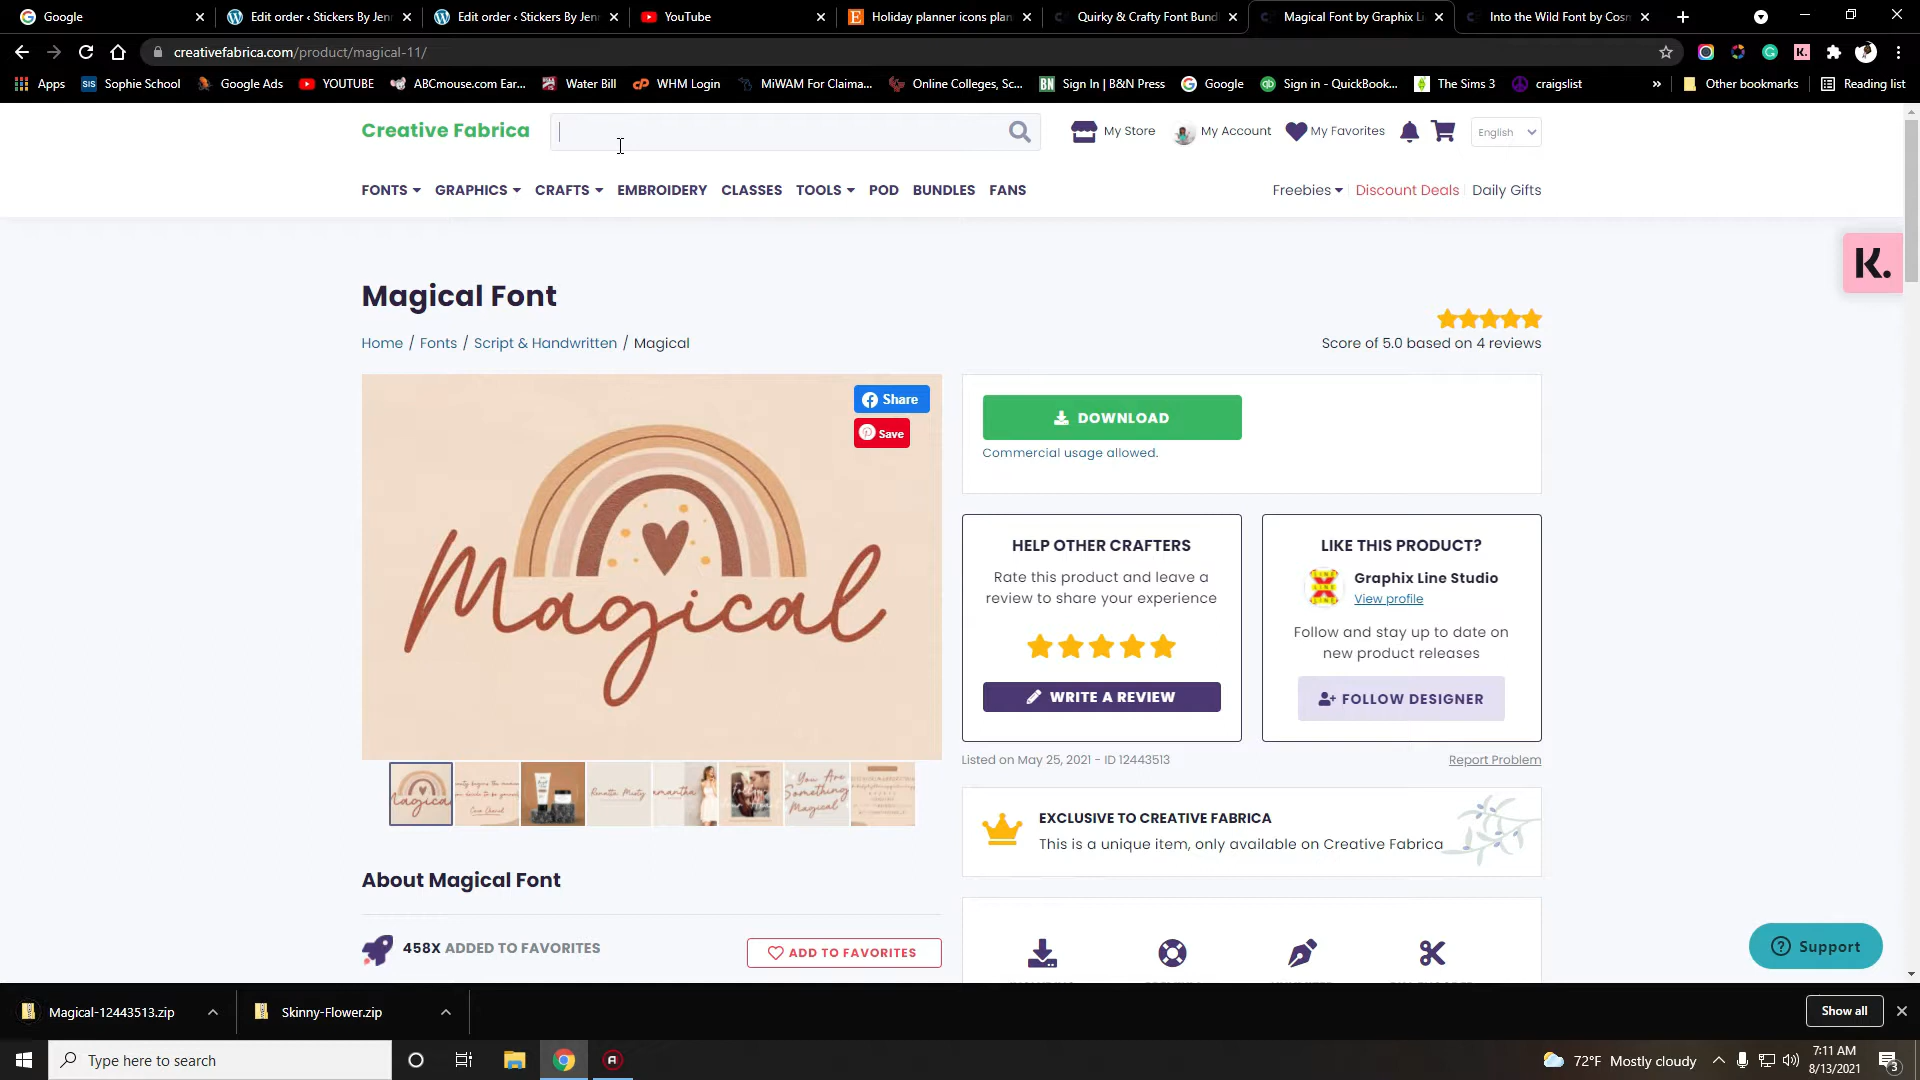 Google
Edit order ‹ Stickers By Jenn
Edit order ‹ Stickers By Jenn
YouTube
Holiday planner icons plan
Quirky & Crafty Font Bund
Magical Font by Graphix Li
Into the Wild Font by Cosm
creativefabrica.com/product/magical-11/
Apps
SIS
Sophie School
Google Ads
YOUTUBE
ABCmouse.com Ear...
Water Bill
WHM Login
MiWAM For Claima...
Online Colleges, Sc...
BN
Sign In | B&N Press
Google
Sign in - QuickBook...
The Sims 3
craigslist
»
Other bookmarks
Reading list
Creative Fabrica
My Store
My Account
My Favorites
English
FONTS
GRAPHICS
CRAFTS
EMBROIDERY
CLASSES
TOOLS
POD
BUNDLES
FANS
Freebies
Discount Deals
Daily Gifts
K.
Magical Font
Home / Fonts / Script & Handwritten / Magical
Score of 5.0 based on 4 reviews
Share
Save
Magical
DOWNLOAD
Commercial usage allowed.
HELP OTHER CRAFTERS
Rate this product and leave a
review to share your experience
WRITE A REVIEW
LIKE THIS PRODUCT?
Graphix Line Studio
View profile
Follow and stay up to date on
new product releases
FOLLOW DESIGNER
Listed on May 25, 2021 - ID 12443513
Report Problem
You Are
Something
Magical
EXCLUSIVE TO CREATIVE FABRICA
This is a unique item, only available on Creative Fabrica
About Magical Font
458X ADDED TO FAVORITES
ADD TO FAVORITES
Support
Magical-12443513.zip
Skinny-Flower.zip
Show all
Type here to search
72°F Mostly cloudy
7:11 AM
8/13/2021
3